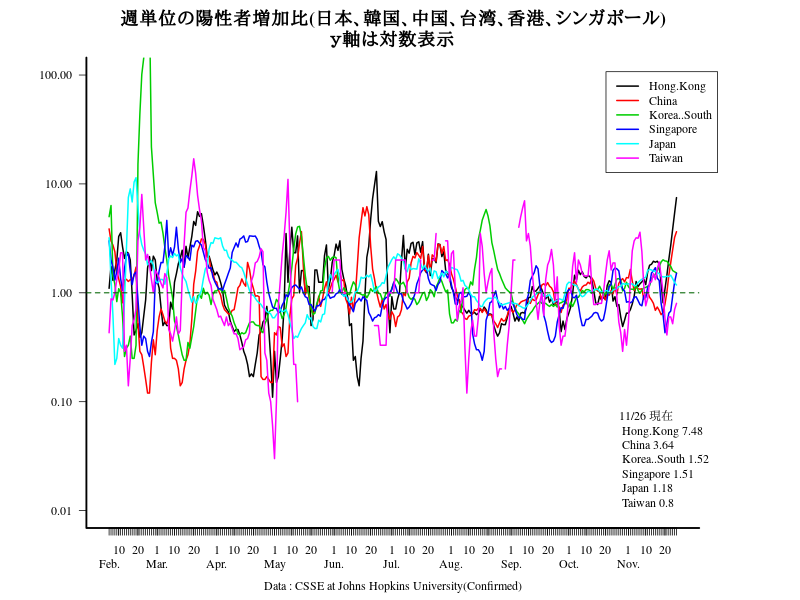 週単位の陽性者増加比(日本、韓国、中国、台湾、香港、シンガポール)
y軸は対数表示
100.00
10.00
1.00
0.10
0.01
Hong.Kong
China
Korea..South
Singapore
Japan
Taiwan
11/26 現在
Hong.Kong 7.48
China 3.64
Korea..South 1.52
Singapore 1.51
Japan 1.18
Taiwan 0.8
10 20 1 10 20 1 10 20 1 10 20 1 10 20 1 10 20 1 10 20 1 10 20 1 10 20 1 10 20
Feb. Mar. Apr. May Jun. Jul. Aug. Sep. Oct. Nov.
Data : CSSE at Johns Hopkins University(Confirmed)